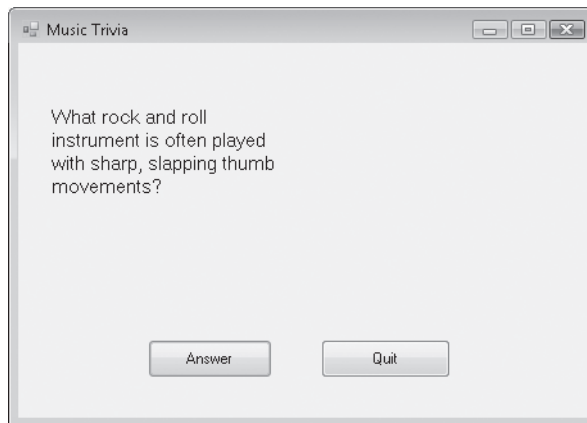 Music Trivia
What rock and roll
instrument is often played
with sharp, slapping thumb
movements?
Answer
Quit